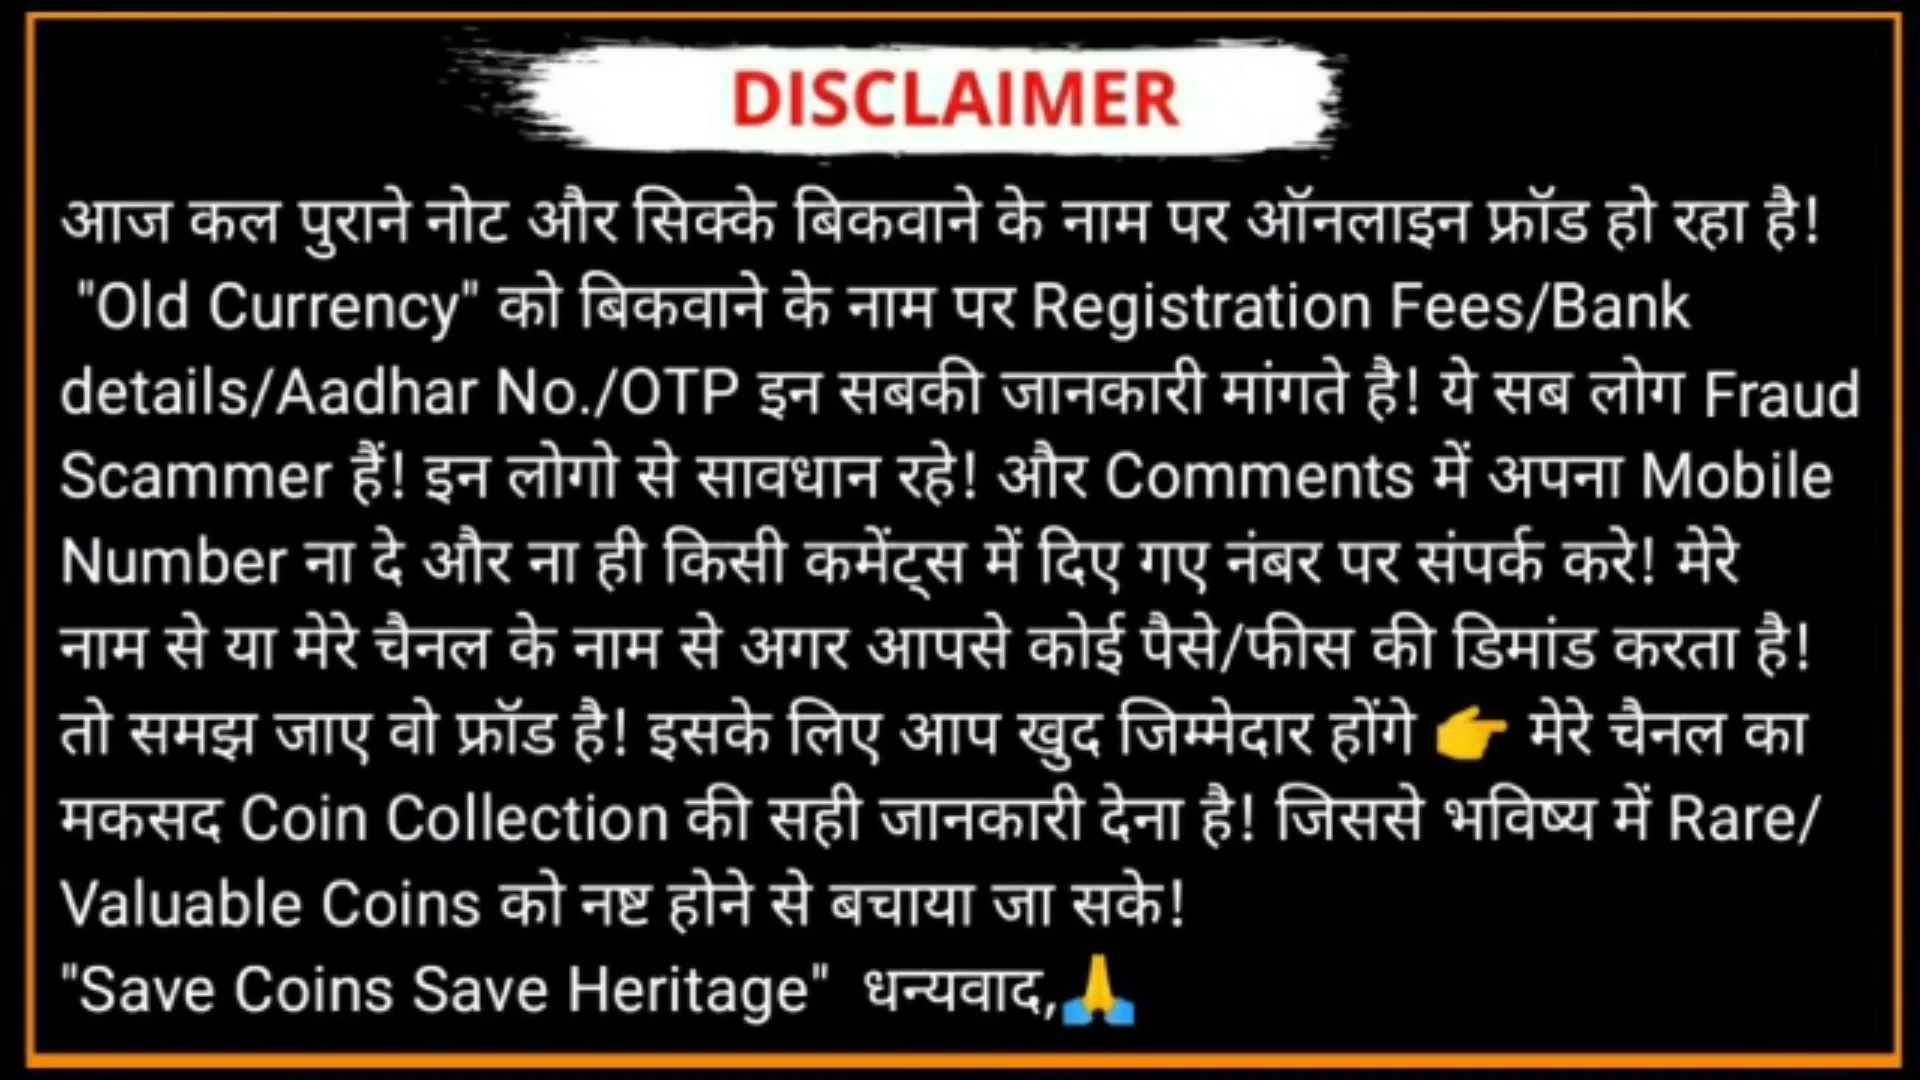 DISCLAIMER
आज कल पुराने नोट और सिक्के बिकवाने के नाम पर ऑनलाइन फ्रॉड हो रहा है!
"Old Currency" को बिकवाने के नाम पर Registration Fees/Bank
details/Aadhar No./OTP इन सबकी जानकारी मांगते है! ये सब लोग Fraud
Scammer हैं! इन लोगो से सावधान रहे! और Comments में अपना Mobile
Number ना दे और ना ही किसी कमेंट्स में दिए गए नंबर पर संपर्क करे! मेरे
नाम से या मेरे चैनल के नाम से अगर आपसे कोई पैसे/फीस की डिमांड करता है!
तो समझ जाए वो फ्रॉड है! इसके लिए आप खुद जिम्मेदार होंगे 👉 मेरे चैनल का
मकसद Coin Collection की सही जानकारी देना है! जिससे भविष्य में Rare/
Valuable Coins को नष्ट होने से बचाया जा सके!
"Save Coins Save Heritage" धन्यवाद,🙏